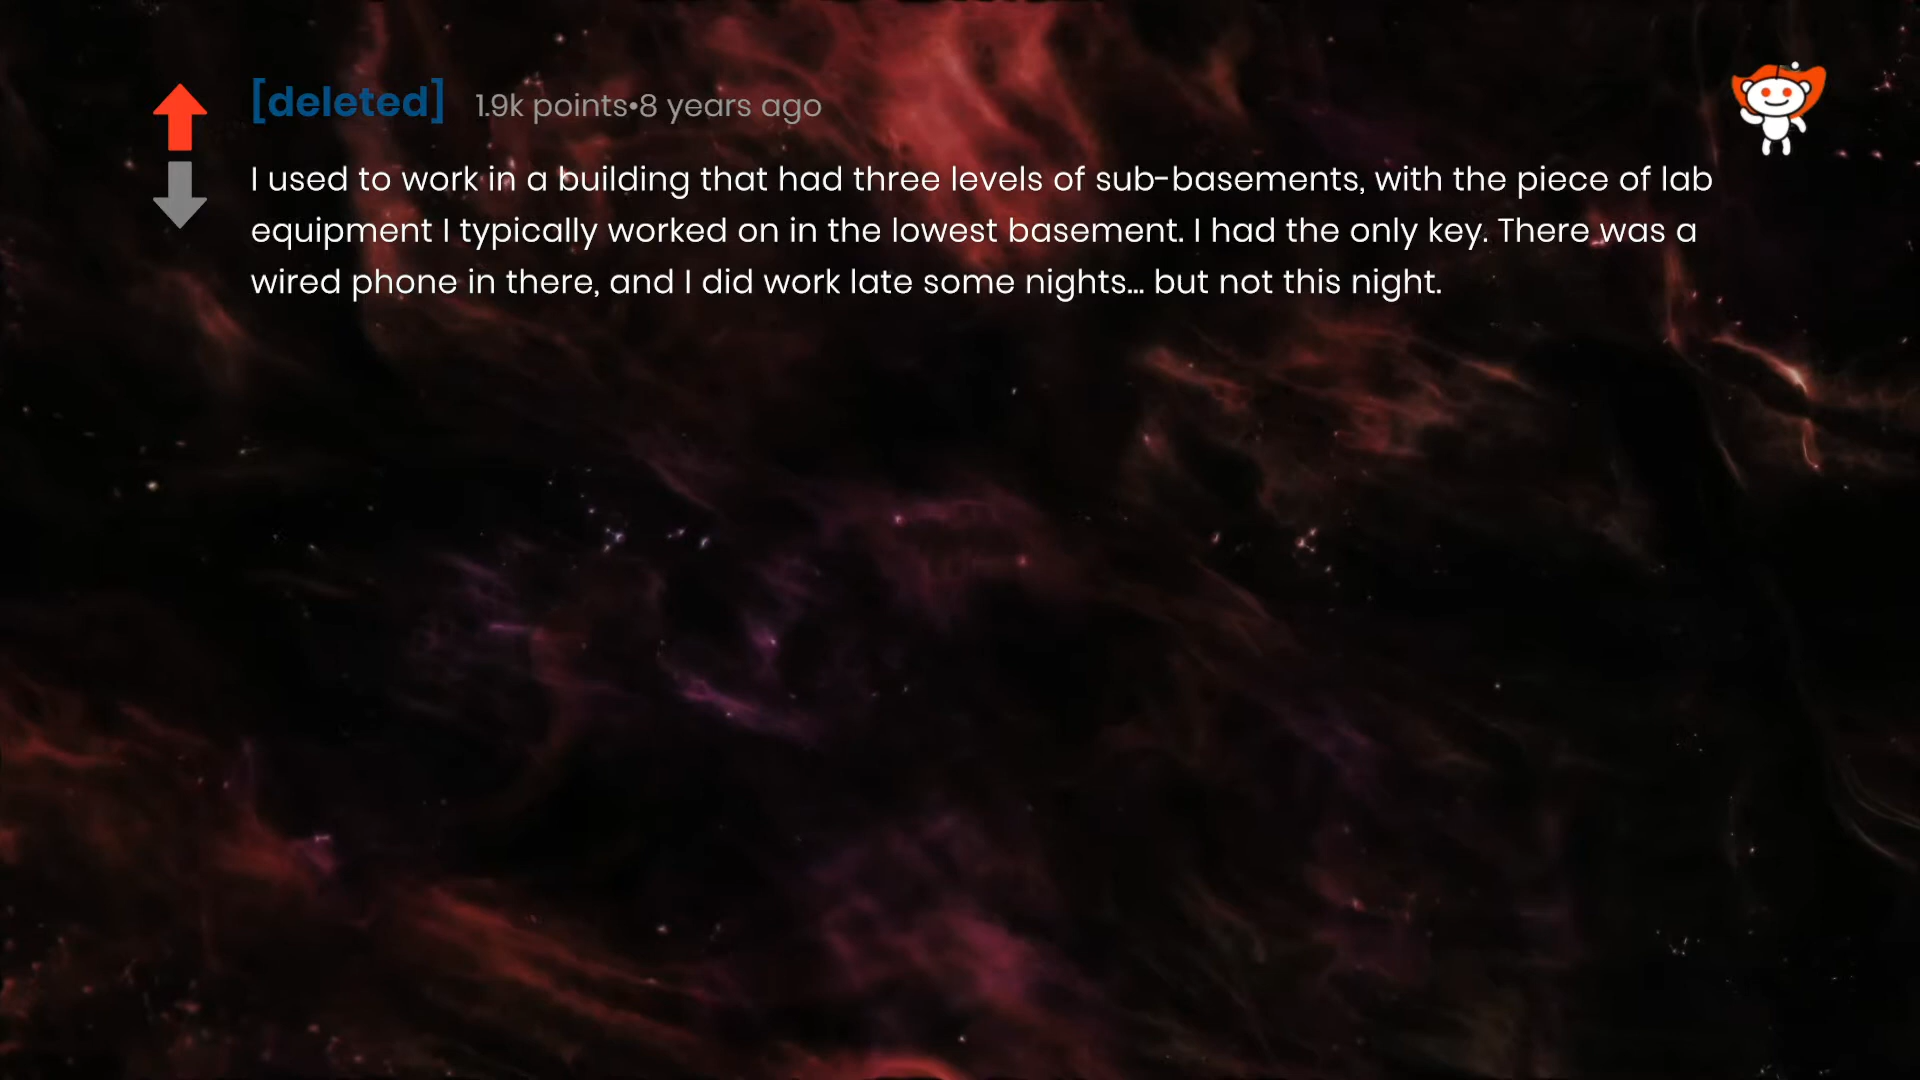 [deleted] 1.9k points•8 years ago
I used to work in a building that had three levels of sub-basements, with the piece of lab
equipment I typically worked on in the lowest basement. I had the only key. There was a
wired phone in there, and I did work late some nights... but not this night.